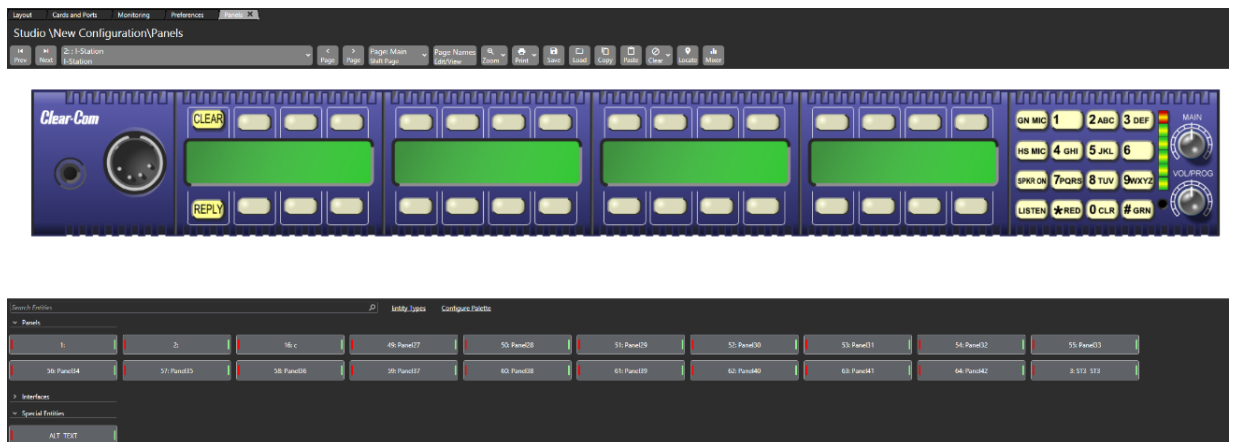 Layout Cards and Ports Monitoring Preferences Panels X
Studio \New Configuration\Panels
Prev Next 2: : I-Station I-Station Page Page Page: Main Shift Page Page Names Edit/View Zoom Print Save Load Copy Paste Clear Locate Mixer
Clear-Com CLEAR GN MIC 1 2 ABC 3 DEF MAIN
HS MIC 4 GHI 5 JKL 6
SPKR ON 7PQRS 8 TUV 9WXYZ VOL/PROG
REPLY LISTEN *RED 0 CLR # GRN
Search Entities Entity Types Configure Palette
Panels
1: 2: 16: c 49: Panel27 50: Panel28 51: Panel29 52: Panel30 53: Panel31 54: Panel32 55: Panel33
56: Panel34 57: Panel35 58: Panel36 59: Panel37 60: Panel38 61: Panel39 62: Panel40 63: Panel41 64: Panel42 8: ST3 ST3
Interfaces
Special Entities
ALT TEXT